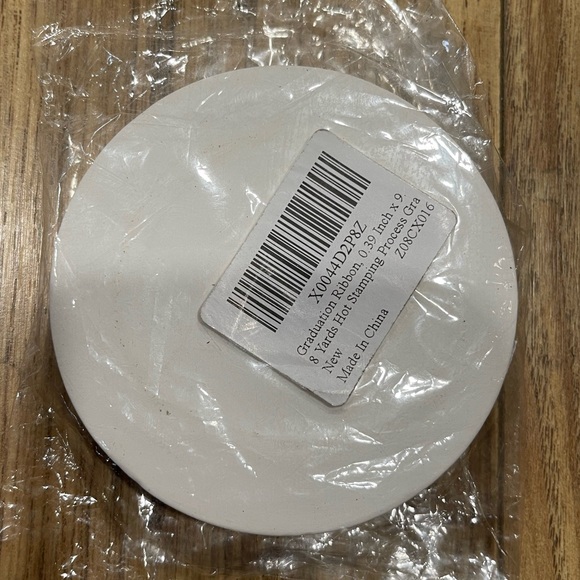 X0044D2P8Z
Graduation Ribbon, 0.39 Inch x 9
8 Yards Hot Stamping Process Gra
New
Z08CX016
Made In China